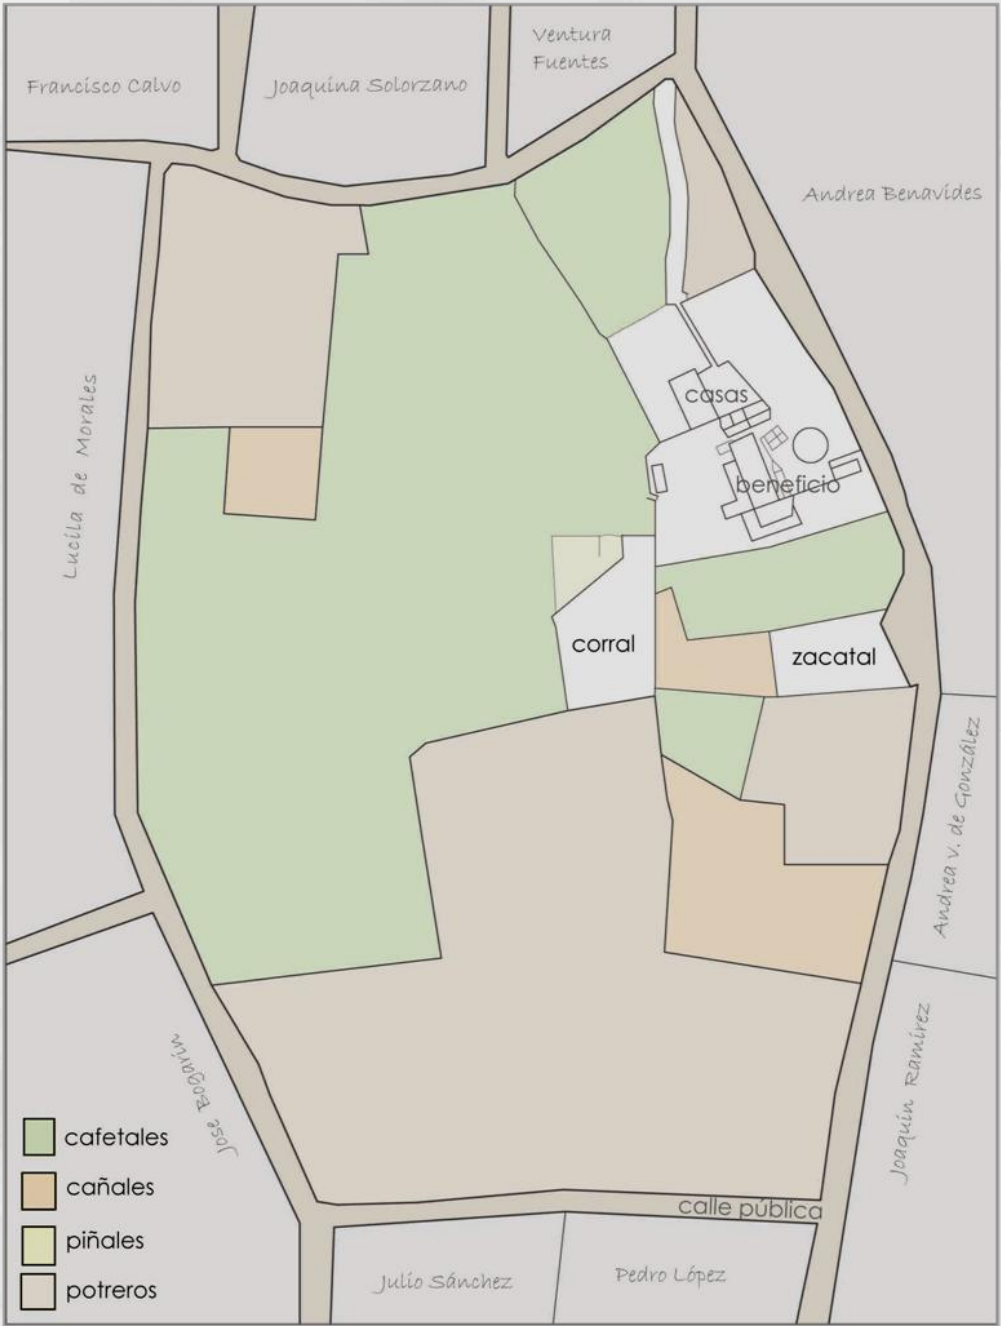 Ventura
Fuentes
Francisco Calvo
Joaquina Solorzano
Andrea Benavides
Lucila de Morales
casas
beneficio
corral
zacatal
Andrea v. de González
Joaquín Ramírez
Jose Bogarín
cafetales
cañales
piñales
potreros
calle pública
Julio Sánchez
Pedro López